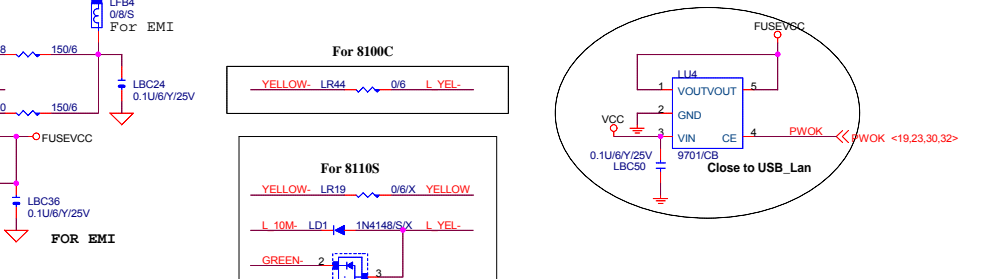 LFB4
0/8/S
For EMI
8 150/6
LBC24
0.1U/6/Y/25V
0 150/6
FUSEVCC
LBC36
0.1U/6/Y/25V
FOR EMI
For 8100C
YELLOW- LR44 0/6 L_YEL-
For 8110S
YELLOW- LR19 0/6/X YELLOW
L_10M- LD1 1N4148/S/X L_YEL-
GREEN- 2
3
FUSEVCC
LU4
1 VOUT VOUT 5
2 GND
VCC
3 VIN CE 4 PWOK PWOK <19,23,30,32>
0.1U/6/Y/25V 9701/CB
LBC50 Close to USB_Lan